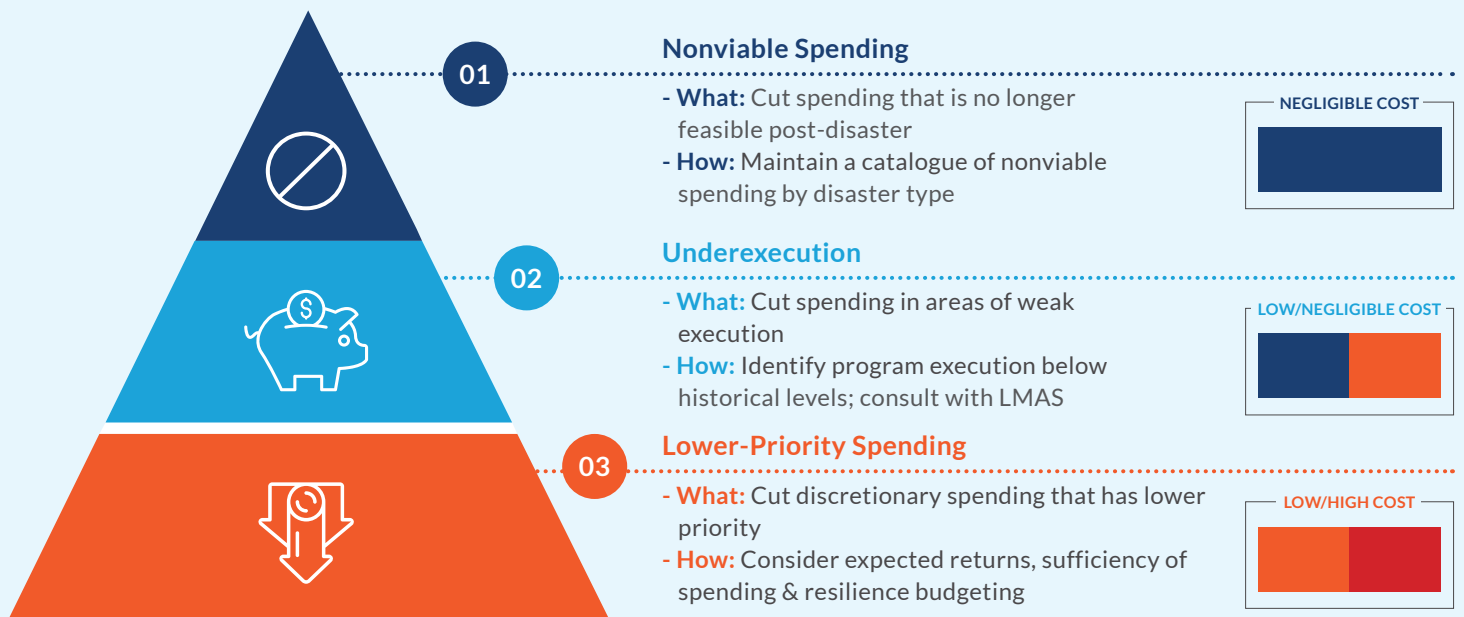 01
Nonviable Spending
- What: Cut spending that is no longer
feasible post-disaster
- How: Maintain a catalogue of nonviable
spending by disaster type
NEGLIGIBLE COST
02
Underexecution
- What: Cut spending in areas of weak
execution
- How: Identify program execution below
historical levels; consult with LMAS
LOW/NEGLIGIBLE COST
$
03
Lower-Priority Spending
- What: Cut discretionary spending that has lower
priority
- How: Consider expected returns, sufficiency of
spending & resilience budgeting
LOW/HIGH COST